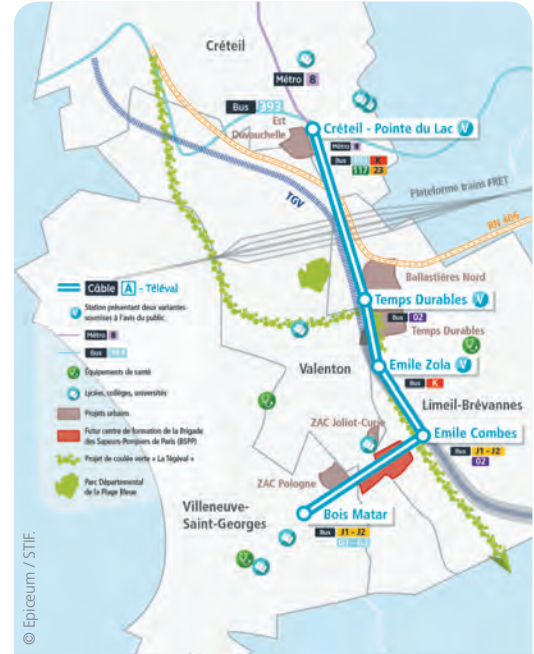 Créteil
Métro 8
Bus 393
Est
Duvauchelle
Créteil - Pointe du Lac V
Métro 8
Bus 393 K
117 23
Plateforme trains FRET
TGV
RN 406
Ballastières Nord
Câble A - Téléval
Station présentant deux variantes
soumises à l'avis du public.
Métro 8
Bus 393
Équipements de santé
Lycées, collèges, universités
Projets urbains
Futur centre de formation de la Brigade
des Sapeurs-Pompiers de Paris (BSPP)
Projet de coulée verte « La Tégéval »
Parc Départemental
de la Plage Bleue
Temps Durables V
Bus O2
Temps Durables
Valenton
Emile Zola V
Bus K
Limeil-Brévannes
ZAC Joliot-Curie
Emile Combes
Bus J1 - J2
O2
ZAC Pologne
Villeneuve-
Saint-Georges
Bois Matar
Bus J1 - J2
© Epiceum / STIF.